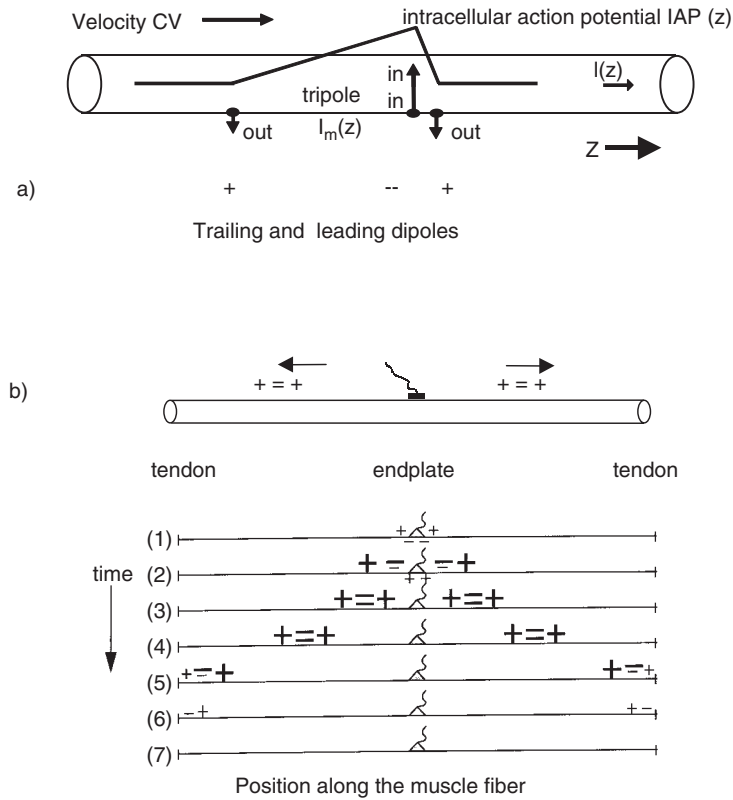 Velocity CV
intracellular action potential IAP (z)
in
I(z)
tripole
in
out
I_m(z)
out
Z
a)
+ -- +
Trailing and leading dipoles
b)
+ = + + = +
tendon endplate tendon
time
(1) + + − −
(2) + − − − − + + +
(3) + = + + = +
(4) + = + + = +
(5) + − − + + − − +
(6) − + + −
(7)
Position along the muscle fiber